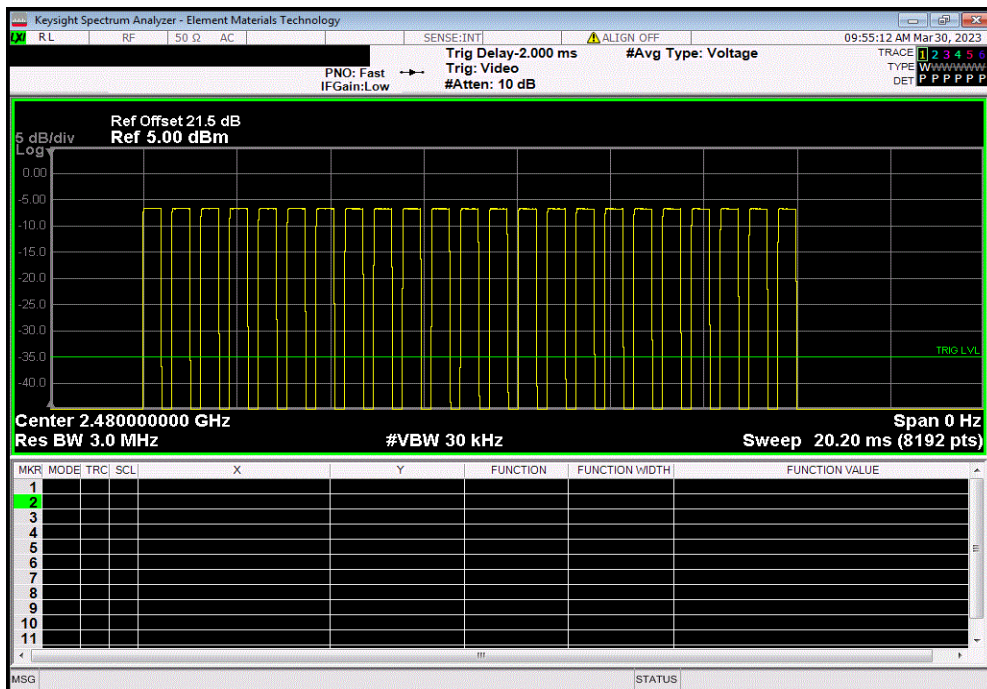 Keysight Spectrum Analyzer - Element Materials Technology
LXI RL RF 50 Ω AC SENSE:INT ALIGN OFF 09:55:12 AM Mar 30, 2023
Trig Delay-2.000 ms #Avg Type: Voltage TRACE 1 2 3 4 5 6
PNO: Fast Trig: Video TYPE WWWWWW
IFGain:Low #Atten: 10 dB DET P P P P P P
Ref Offset 21.5 dB
5 dB/div Ref 5.00 dBm
Log
0.00
-5.00
-10.0
-15.0
-20.0
-25.0
-30.0
-35.0 TRIG LVL
-40.0
Center 2.480000000 GHz Span 0 Hz
Res BW 3.0 MHz #VBW 30 kHz Sweep 20.20 ms (8192 pts)
MKR MODE TRC SCL X Y FUNCTION FUNCTION WIDTH FUNCTION VALUE
1
2
3
4
5
6
7
8
9
10
11
MSG STATUS